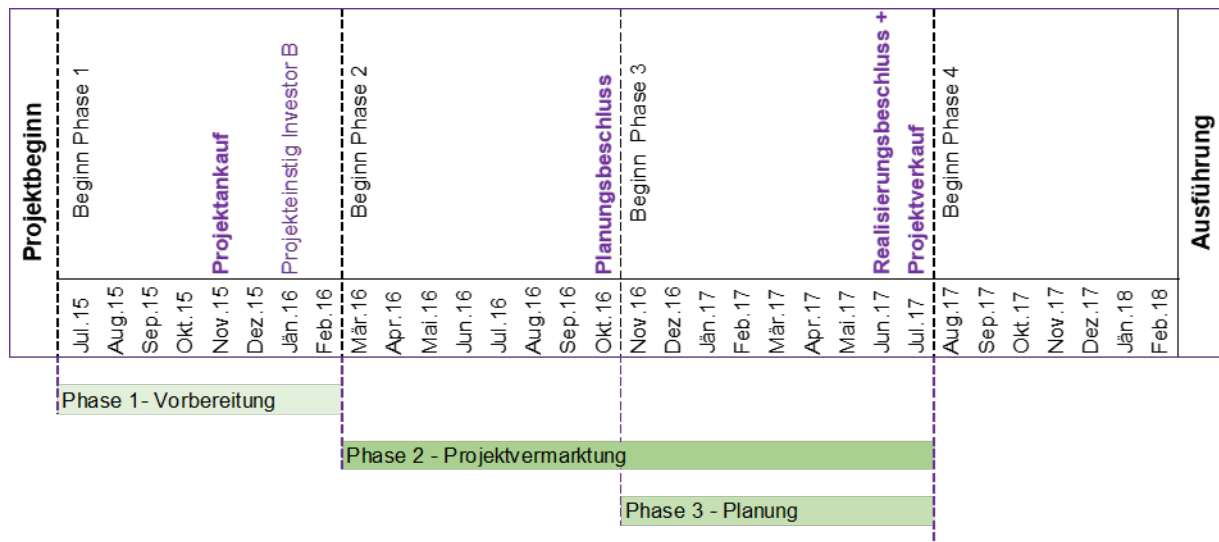 Projektbeginn
Beginn Phase 1
Projektankauf
Projekteinstig Investor B
Beginn Phase 2
Planungsbeschluss
Beginn Phase 3
Realisierungsbeschluss +
Projektverkauf
Beginn Phase 4
Ausführung
Jul.15
Aug.15
Sep.15
Okt.15
Nov.15
Dez.15
Jän.16
Feb.16
Mär.16
Apr.16
Mai.16
Jun.16
Jul.16
Aug.16
Sep.16
Okt.16
Nov.16
Dez.16
Jän.17
Feb.17
Mär.17
Apr.17
Mai.17
Jun.17
Jul.17
Aug.17
Sep.17
Okt.17
Nov.17
Dez.17
Jän.18
Feb.18
Phase 1- Vorbereitung
Phase 2 - Projektvermarktung
Phase 3 - Planung